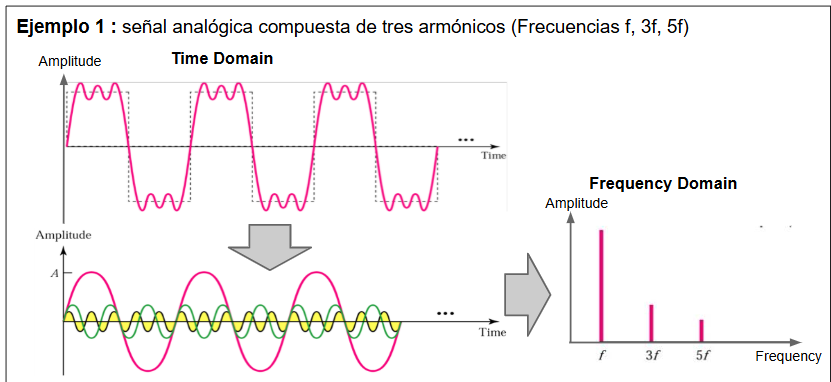 Ejemplo 1 : señal analógica compuesta de tres armónicos (Frecuencias f, 3f, 5f)
Amplitude
Time Domain
...
Time
Amplitude
A
...
Time
Frequency Domain
Amplitude
f 3f 5f
Frequency